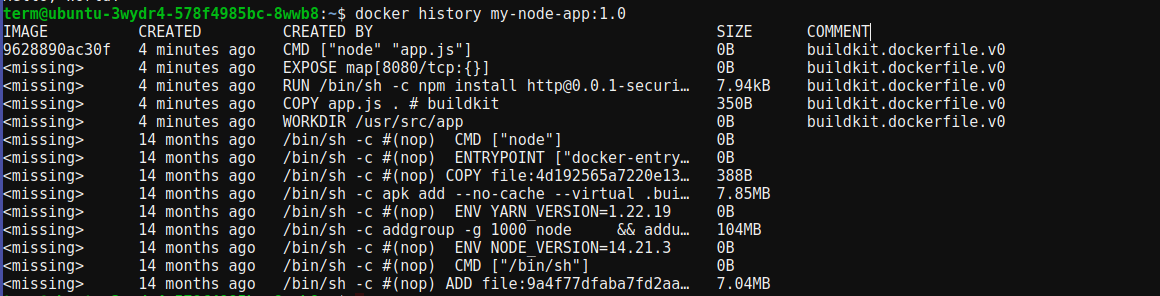 term@ubuntu-3wydr4-578f4985bc-8wwb8:~$ docker history my-node-app:1.0
IMAGE CREATED CREATED BY SIZE COMMENT
9628890ac30f 4 minutes ago CMD ["node" "app.js"] 0B buildkit.dockerfile.v0
<missing> 4 minutes ago EXPOSE map[8080/tcp:{}] 0B buildkit.dockerfile.v0
<missing> 4 minutes ago RUN /bin/sh -c npm install http@0.0.1-securi… 7.94kB buildkit.dockerfile.v0
<missing> 4 minutes ago COPY app.js . # buildkit 350B buildkit.dockerfile.v0
<missing> 4 minutes ago WORKDIR /usr/src/app 0B buildkit.dockerfile.v0
<missing> 14 months ago /bin/sh -c #(nop)  CMD ["node"] 0B
<missing> 14 months ago /bin/sh -c #(nop)  ENTRYPOINT ["docker-entry… 0B
<missing> 14 months ago /bin/sh -c #(nop) COPY file:4d192565a7220e13… 388B
<missing> 14 months ago /bin/sh -c apk add --no-cache --virtual .bui… 7.85MB
<missing> 14 months ago /bin/sh -c #(nop)  ENV YARN_VERSION=1.22.19 0B
<missing> 14 months ago /bin/sh -c addgroup -g 1000 node     && addu… 104MB
<missing> 14 months ago /bin/sh -c #(nop)  ENV NODE_VERSION=14.21.3 0B
<missing> 14 months ago /bin/sh -c #(nop)  CMD ["/bin/sh"] 0B
<missing> 14 months ago /bin/sh -c #(nop) ADD file:9a4f77dfaba7fd2aa… 7.04MB